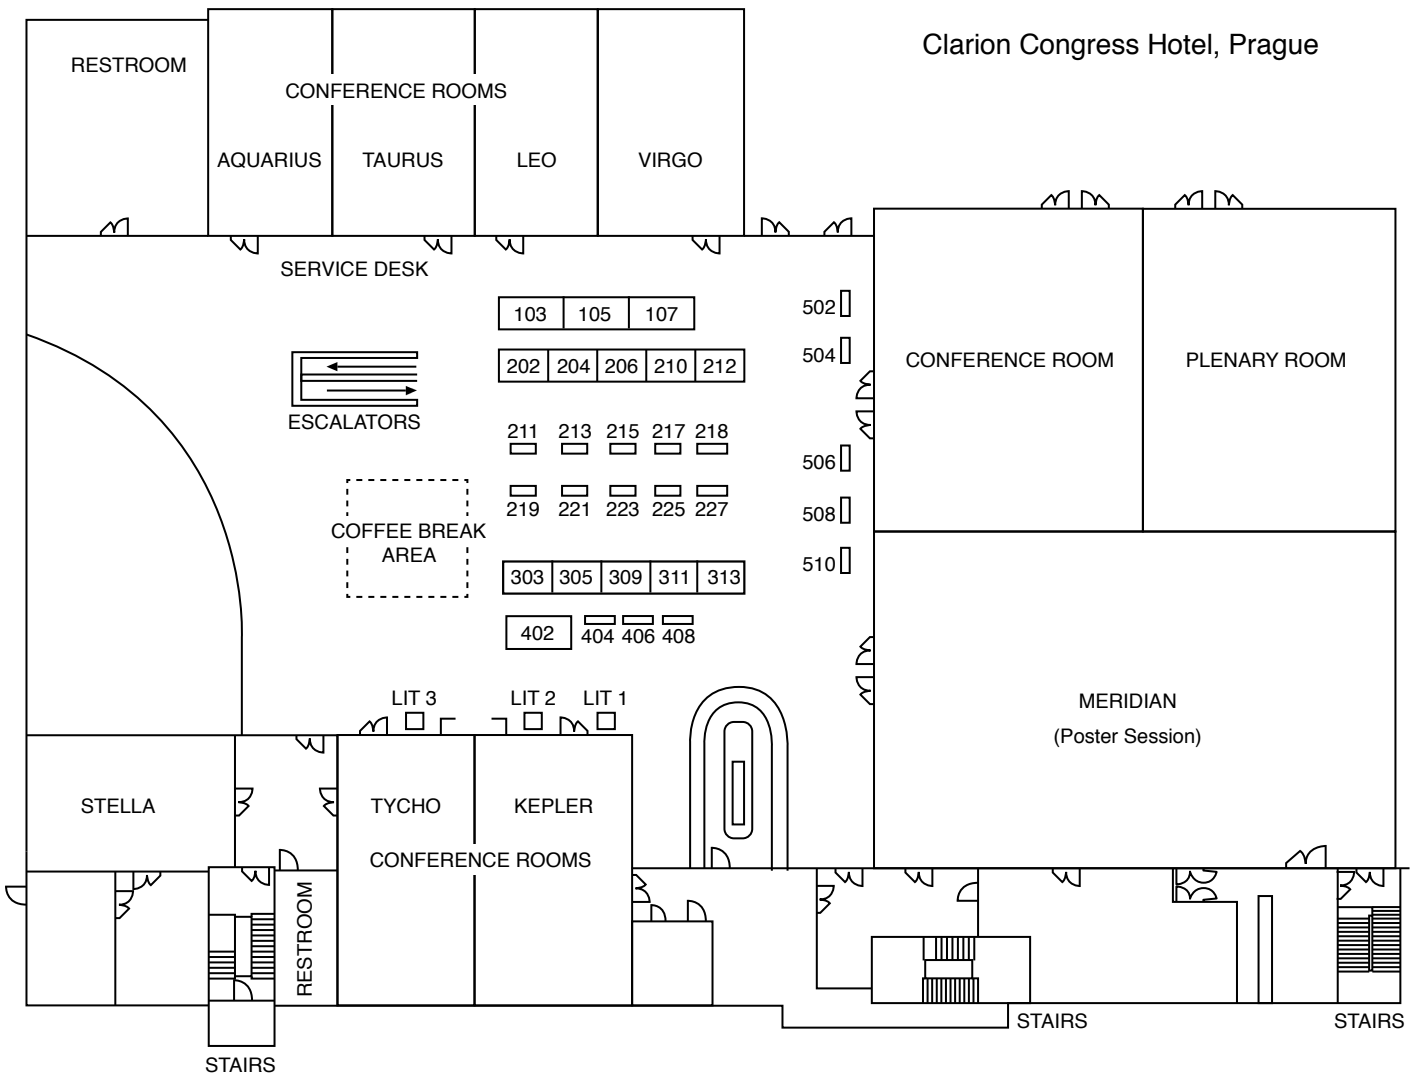 Clarion Congress Hotel, Prague
RESTROOM
CONFERENCE ROOMS
AQUARIUS
TAURUS
LEO
VIRGO
SERVICE DESK
103 105 107
502
504
202 204 206 210 212
CONFERENCE ROOM
PLENARY ROOM
ESCALATORS
211 213 215 217 218
506
219 221 223 225 227
508
COFFEE BREAK
AREA
510
303 305 309 311 313
402 404 406 408
LIT 3
LIT 2
LIT 1
MERIDIAN
(Poster Session)
STELLA
TYCHO
KEPLER
CONFERENCE ROOMS
RESTROOM
STAIRS
STAIRS
STAIRS